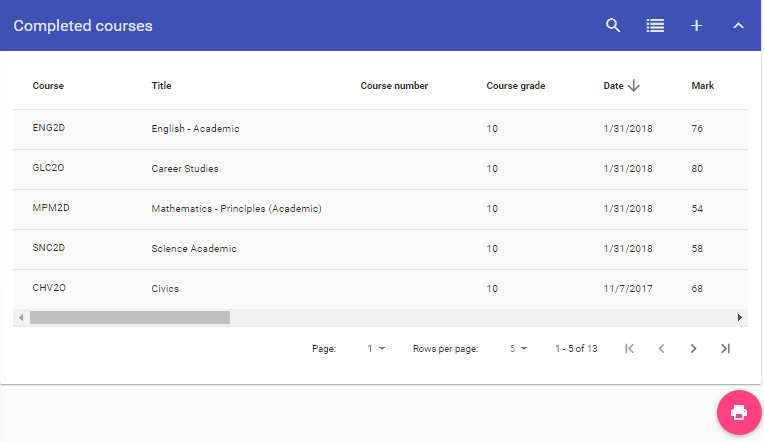 Completed courses
Course Title Course number Course grade Date Mark
ENG2D English - Academic 10 1/31/2018 76
GLC2O Career Studies 10 1/31/2018 80
MPM2D Mathematics - Principles (Academic) 10 1/31/2018 54
SNC2D Science Academic 10 1/31/2018 58
CHV2O Civics 10 11/7/2017 68
Page: 1 Rows per page: 5 1 - 5 of 13